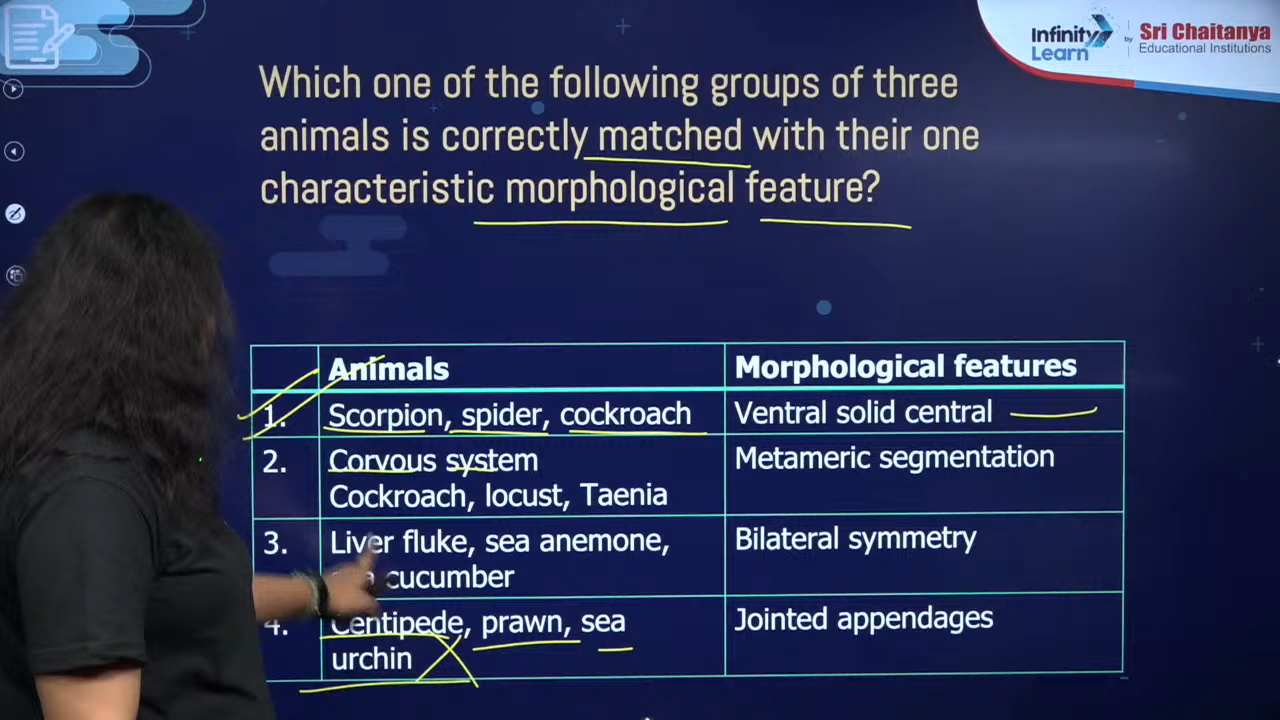 Infinity Learn by Sri Chaitanya Educational Institutions
Which one of the following groups of three
animals is correctly matched with their one
characteristic morphological feature?
Animals Morphological features
1. Scorpion, spider, cockroach Ventral solid central
2. Corvous system Metameric segmentation
Cockroach, locust, Taenia
3. Liver fluke, sea anemone, Bilateral symmetry
cucumber
4. Centipede, prawn, sea Jointed appendages
urchin